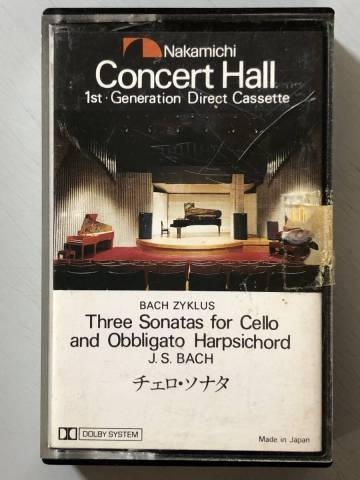 Nakamichi
Concert Hall
1st·Generation Direct Cassette
BACH ZYKLUS
Three Sonatas for Cello
and Obbligato Harpsichord
J. S. BACH
チェロ・ソナタ
DOLBY SYSTEM
Made in Japan